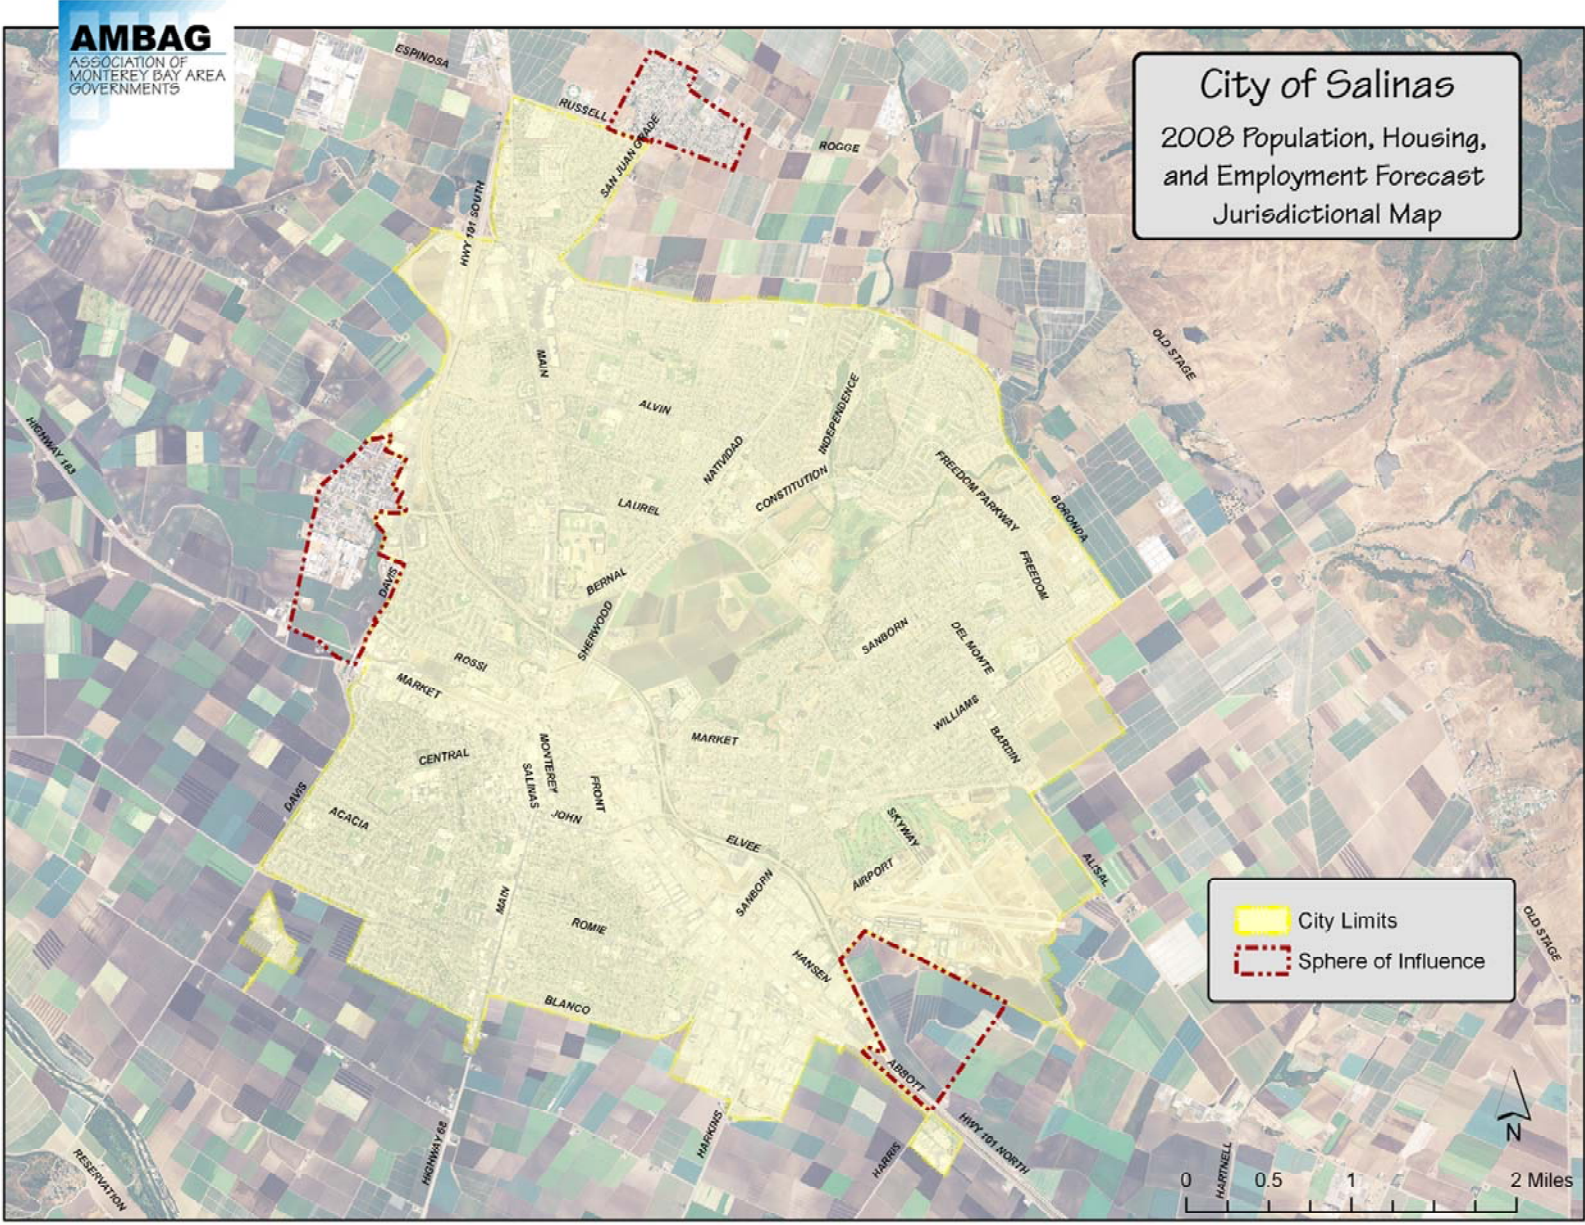 AMBAG
ASSOCIATION OF
MONTEREY BAY AREA
GOVERNMENTS
City of Salinas
2008 Population, Housing,
and Employment Forecast
Jurisdictional Map
ESPINOSA
RUSSELL
SAN JUAN GRADE
ROGGE
HWY 101 SOUTH
OLD STAGE
MAIN
ALVIN
INDEPENDENCE
NATIVIDAD
CONSTITUTION
HIGHWAY 183
FREEDOM PARKWAY
BORONDA
LAUREL
FREEDOM
BERNAL
DAVIS
SHERWOOD
SANBORN
DEL MONTE
ROSSI
MARKET
WILLIAMS
BARDIN
MARKET
CENTRAL
MONTEREY
SALINAS
FRONT
JOHN
DAVIS
ACACIA
SKYWAY
ELVEE
AIRPORT
ALISAL
SANBORN
MAIN
ROMIE
HANSEN
BLANCO
OLD STAGE
City Limits
Sphere of Influence
ABBOTT
HARKINS
HWY 101 NORTH
HARRIS
HIGHWAY 68
RESERVATION
HARTNELL
N
0 0.5 1 2 Miles